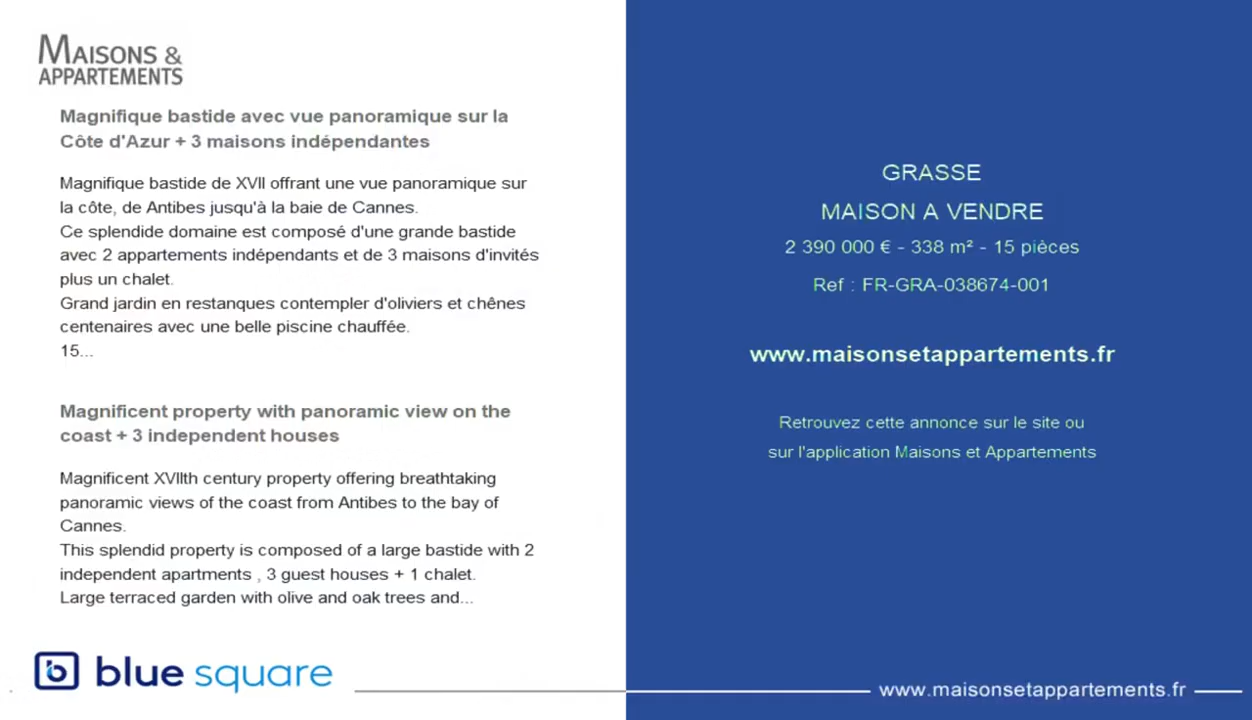 MAISONS &
APPARTEMENTS
Magnifique bastide avec vue panoramique sur la
Côte d'Azur + 3 maisons indépendantes
Magnifique bastide de XVII offrant une vue panoramique sur
la côte, de Antibes jusqu'à la baie de Cannes.
Ce splendide domaine est composé d'une grande bastide
avec 2 appartements indépendants et de 3 maisons d'invités
plus un chalet.
Grand jardin en restanques contempler d'oliviers et chênes
centenaires avec une belle piscine chauffée.
15...
Magnificent property with panoramic view on the
coast + 3 independent houses
Magnificent XVIIth century property offering breathtaking
panoramic views of the coast from Antibes to the bay of
Cannes.
This splendid property is composed of a large bastide with 2
independent apartments , 3 guest houses + 1 chalet.
Large terraced garden with olive and oak trees and...
blue square
GRASSE
MAISON A VENDRE
2 390 000 € - 338 m² - 15 pièces
Ref : FR-GRA-038674-001
www.maisonsetappartements.fr
Retrouvez cette annonce sur le site ou
sur l'application Maisons et Appartements
www.maisonsetappartements.fr